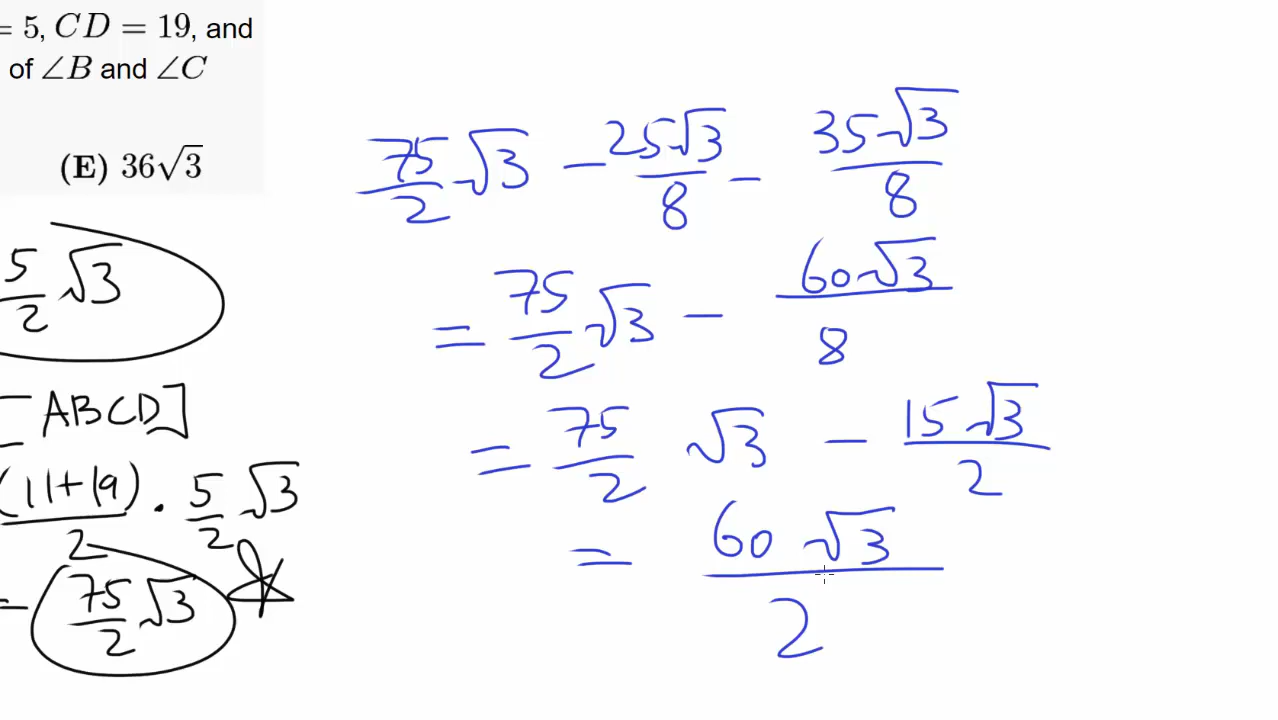 = 5, CD = 19, and
of ∠B and ∠C
(E) 36√3
5/2 √3
[ABCD]
(11+19)/2 · 5/2 √3
= 75/2 √3
75/2 √3 − 25√3/8 − 35√3/8
= 75/2 √3 − 60√3/8
= 75/2 √3 − 15√3/2
= 60√3/2